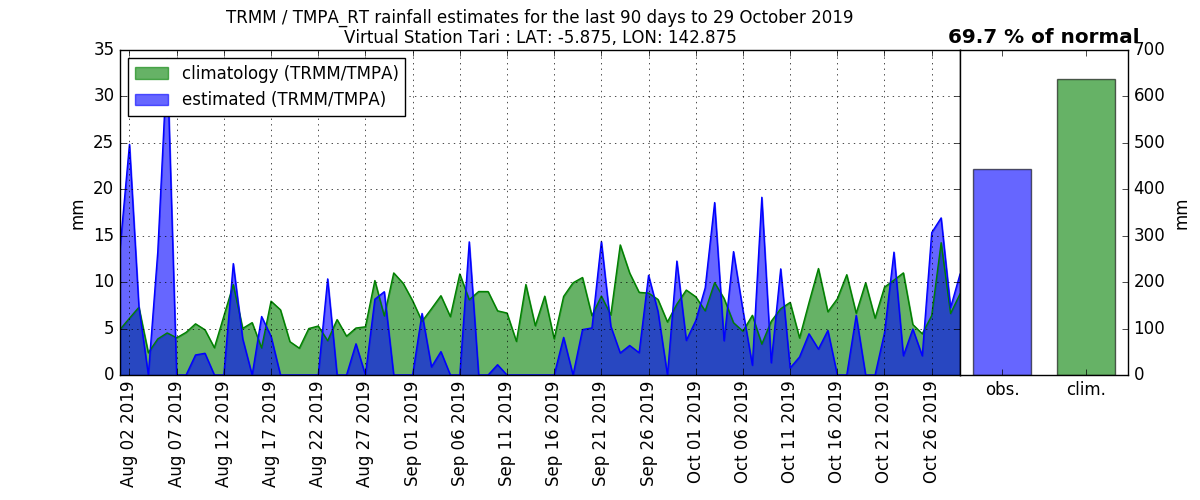 TRMM / TMPA_RT rainfall estimates for the last 90 days to 29 October 2019
Virtual Station Tari : LAT: -5.875, LON: 142.875
69.7 % of normal
climatology (TRMM/TMPA)
estimated (TRMM/TMPA)
mm
35
30
25
20
15
10
5
0
Aug 02 2019
Aug 07 2019
Aug 12 2019
Aug 17 2019
Aug 22 2019
Aug 27 2019
Sep 01 2019
Sep 06 2019
Sep 11 2019
Sep 16 2019
Sep 21 2019
Sep 26 2019
Oct 01 2019
Oct 06 2019
Oct 11 2019
Oct 16 2019
Oct 21 2019
Oct 26 2019
obs.
clim.
700
600
500
400
300
200
100
0
mm